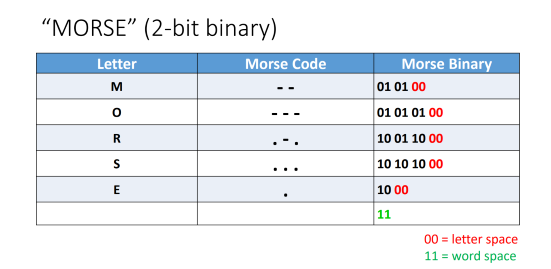 “MORSE” (2-bit binary)
Letter Morse Code Morse Binary
M - - 01 01 00
O - - - 01 01 01 00
R . - . 10 01 10 00
S . . . 10 10 10 00
E . 10 00
11
00 = letter space
11 = word space